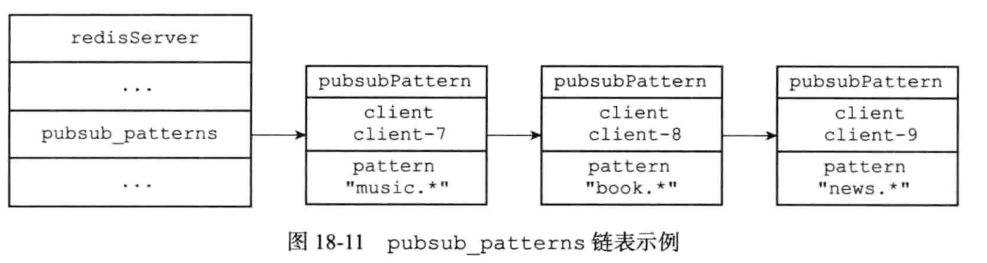 redisServer
...
pubsub_patterns
...
pubsubPattern
client
client-7
pattern
"music.*"
pubsubPattern
client
client-8
pattern
"book.*"
pubsubPattern
client
client-9
pattern
"news.*"
图 18-11 pubsub_patterns 链表示例